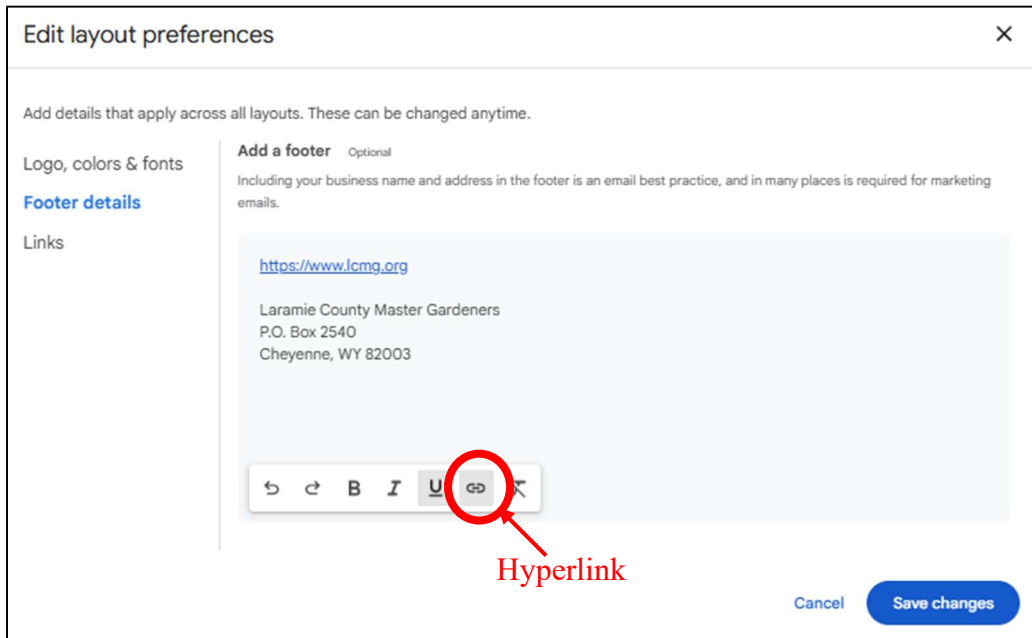 Edit layout preferences
Add details that apply across all layouts. These can be changed anytime.
Logo, colors & fonts
Footer details
Links
Add a footer Optional
Including your business name and address in the footer is an email best practice, and in many places is required for marketing
emails.
https://www.lcmg.org
Laramie County Master Gardeners
P.O. Box 2540
Cheyenne, WY 82003
B I U
Hyperlink
Cancel Save changes